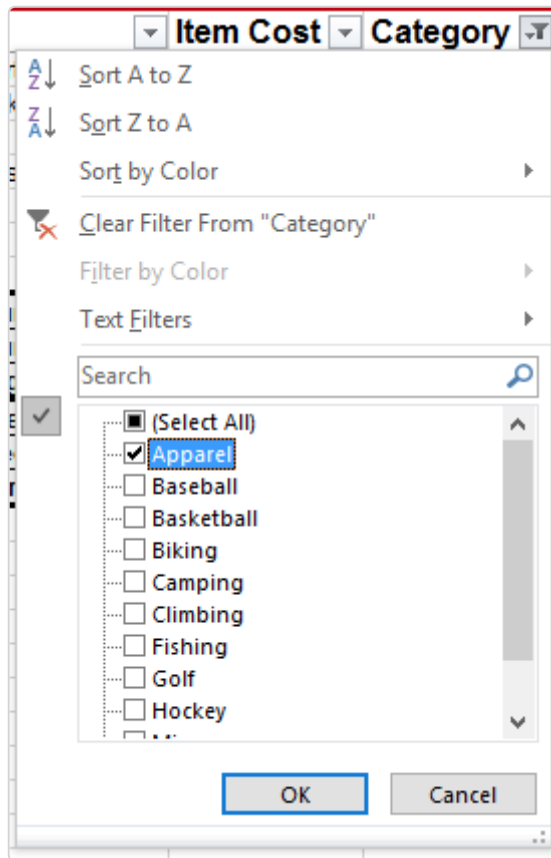 Item Cost Category
Sort A to Z
Sort Z to A
Sort by Color
Clear Filter From "Category"
Filter by Color
Text Filters
Search
(Select All)
Apparel
Baseball
Basketball
Biking
Camping
Climbing
Fishing
Golf
Hockey
OK Cancel